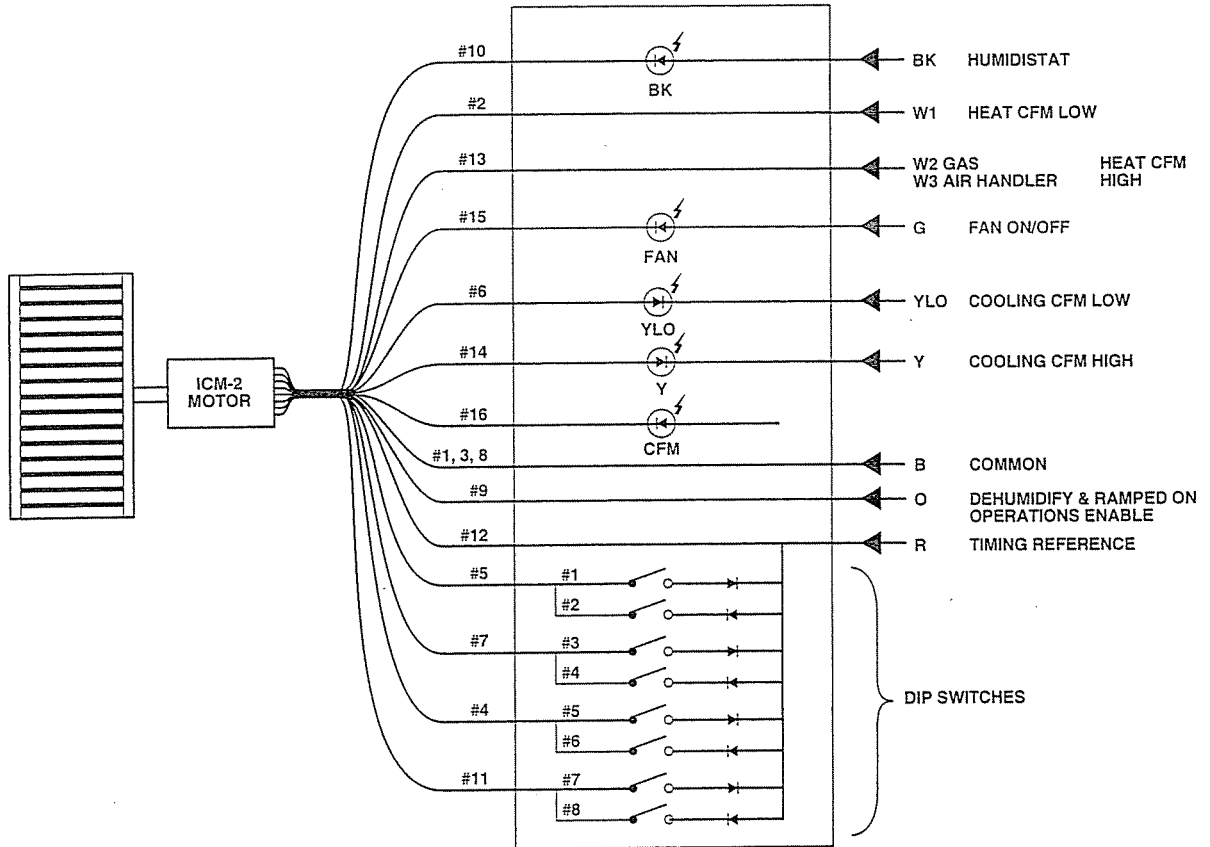 #10 BK BK HUMIDISTAT
#2 W1 HEAT CFM LOW
#13 W2 GAS HEAT CFM
W3 AIR HANDLER HIGH
#15 FAN G FAN ON/OFF
#6 YLO YLO COOLING CFM LOW
#14 Y Y COOLING CFM HIGH
ICM-2
MOTOR
#16 CFM
#1, 3, 8 B COMMON
#9 O DEHUMIDIFY & RAMPED ON
OPERATIONS ENABLE
#12 R TIMING REFERENCE
#5 #1
#2
#7 #3
#4
DIP SWITCHES
#4 #5
#6
#11 #7
#8